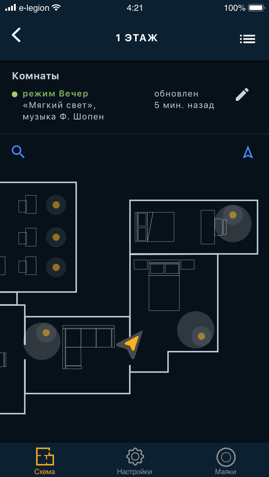 e-legion
4:21 PM
100%
1 ЭТАЖ
Комнаты
режим Вечер
«Мягкий свет»,
музыка Ф. Шопен
обновлен
5 мин. назад
Схема
Настройки
Маяки